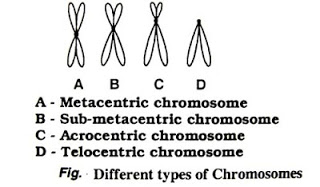 A B C D
A - Metacentric chromosome
B - Sub-metacentric chromosome
C - Acrocentric chromosome
D - Telocentric chromosome
Fig. Different types of Chromosomes